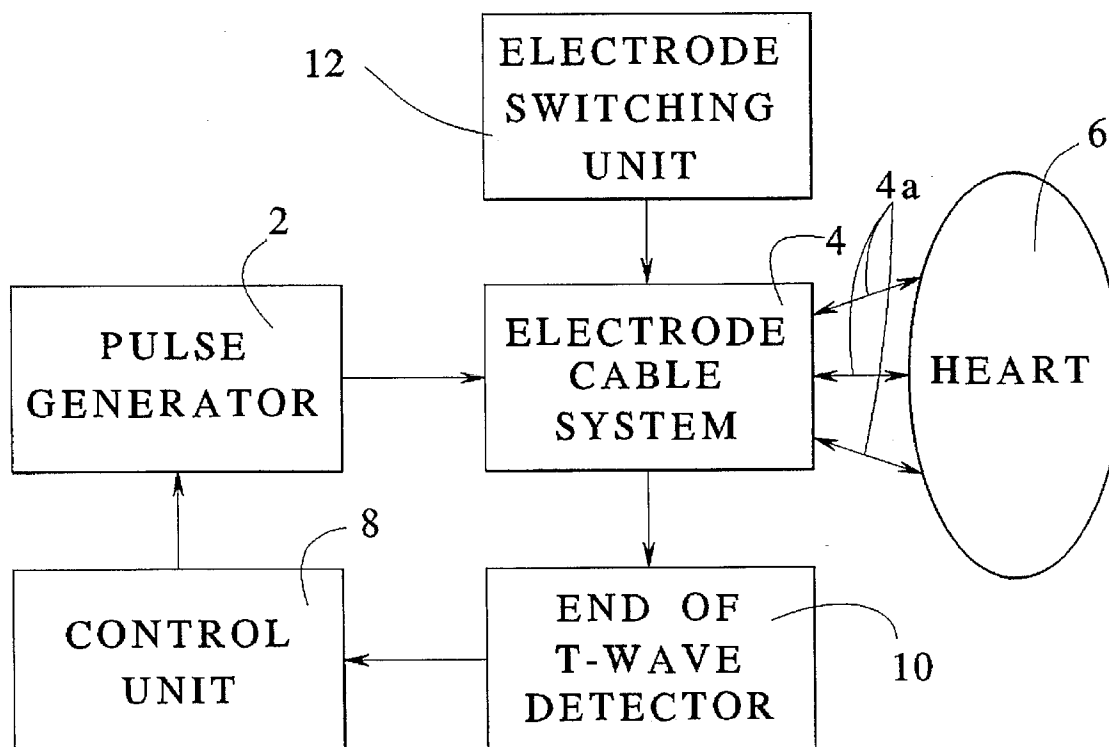 12
ELECTRODE
SWITCHING
UNIT
6
4a
2
4
PULSE
GENERATOR
ELECTRODE
CABLE
SYSTEM
HEART
8
CONTROL
UNIT
END OF
T-WAVE
DETECTOR
10